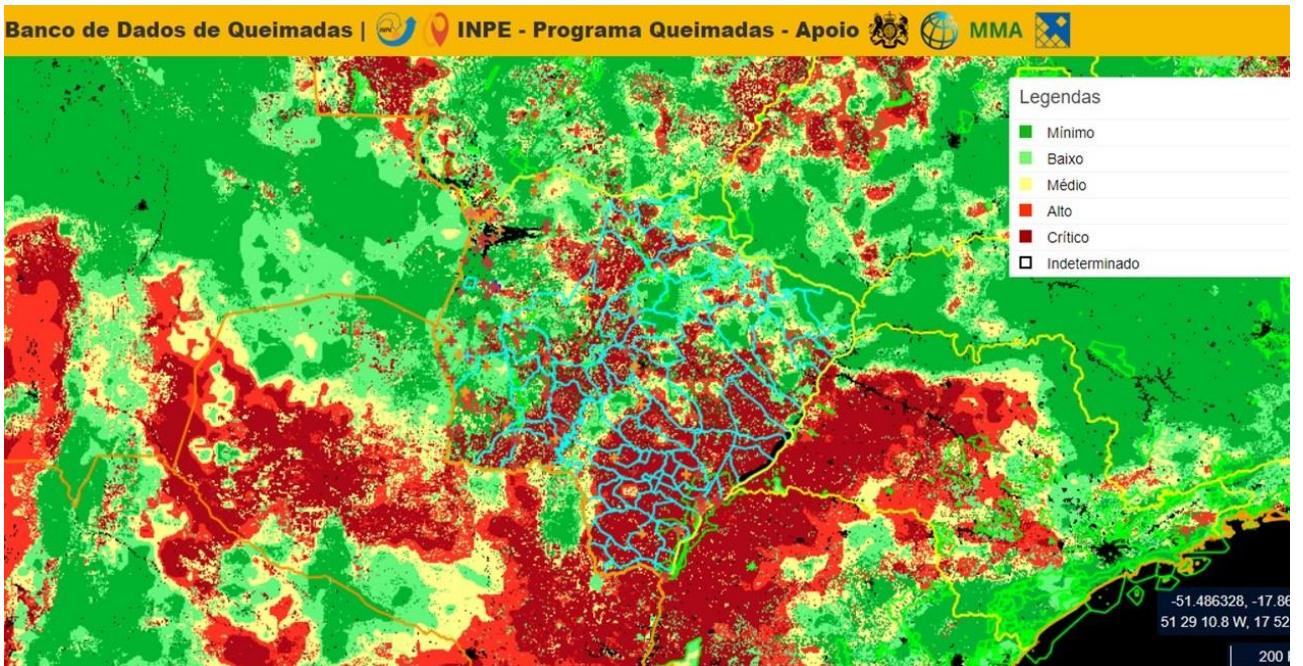 Banco de Dados de Queimadas | INPE - Programa Queimadas - Apoio MMA
Legendas
Mínimo
Baixo
Médio
Alto
Crítico
Indeterminado
-51.486328, -17.86
51 29 10.8 W, 17 52
200